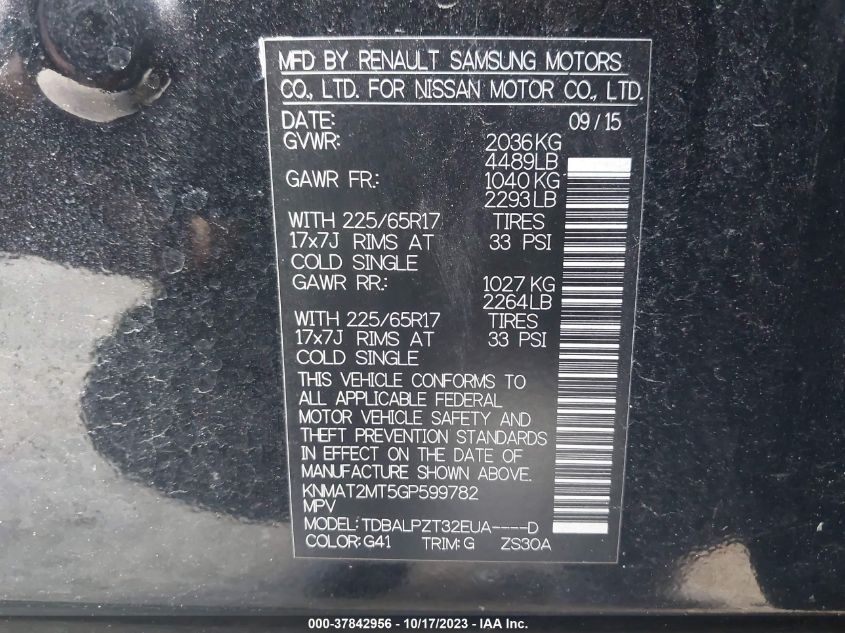 MFD BY RENAULT SAMSUNG MOTORS
CO., LTD. FOR NISSAN MOTOR CO., LTD.
DATE: 09/15
GVWR: 2036KG
4489LB
GAWR FR.: 1040 KG
2293LB
WITH 225/65R17 TIRES
17x7J RIMS AT 33 PSI
COLD SINGLE
GAWR RR.: 1027 KG
2264LB
WITH 225/65R17 TIRES
17x7J RIMS AT 33 PSI
COLD SINGLE
THIS VEHICLE CONFORMS TO
ALL APPLICABLE FEDERAL
MOTOR VEHICLE SAFETY AND
THEFT PREVENTION STANDARDS
IN EFFECT ON THE DATE OF
MANUFACTURE SHOWN ABOVE.
KNMAT2MT5GP599782
MPV
MODEL: TDBALPZT32EUA----D
COLOR: G41 TRIM: G ZS30A
000-37842956 - 10/17/2023 - IAA Inc.